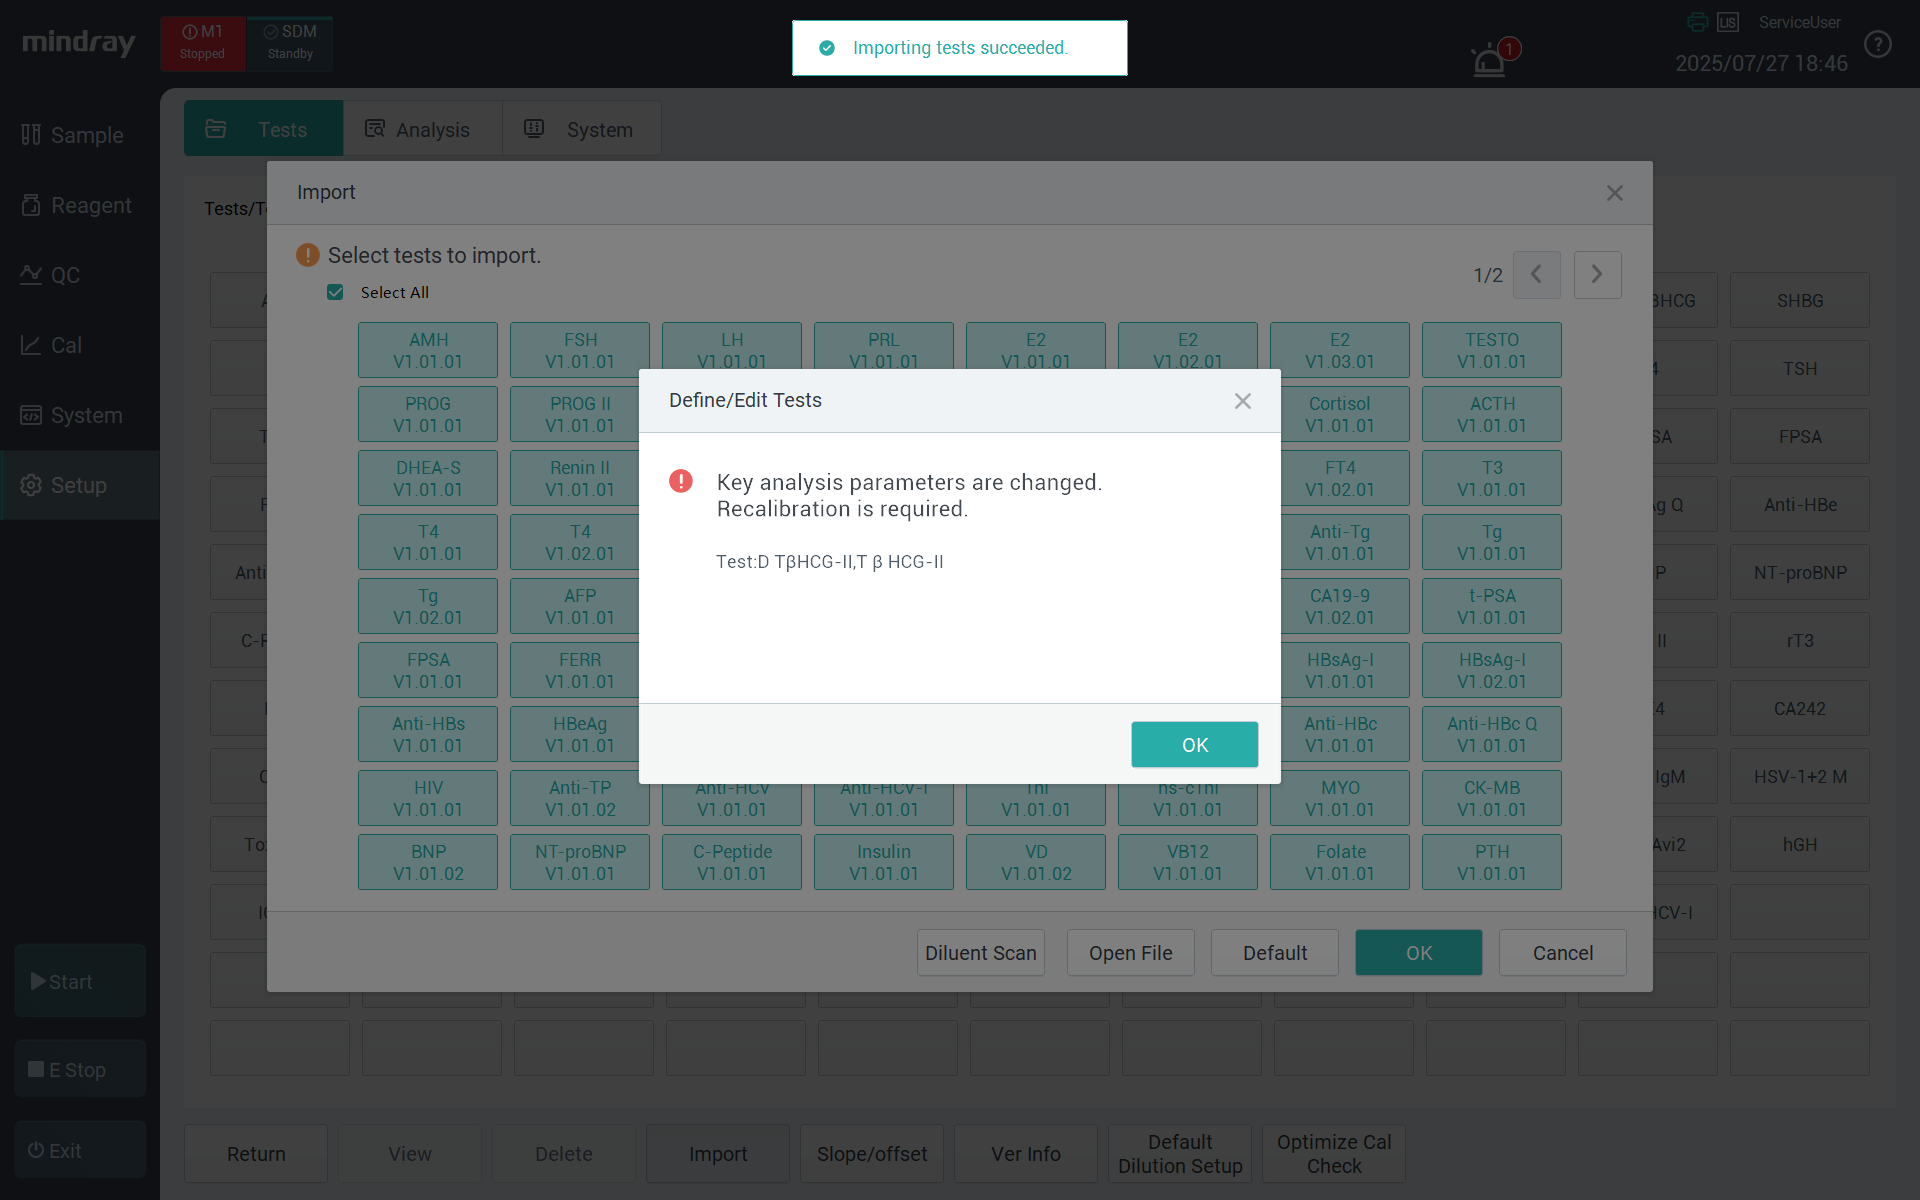 mindray
M1
Stopped
SDM
Standby
Importing tests succeeded.
1
LIS
ServiceUser
2025/07/27 18:46
?
Sample
Reagent
QC
Cal
System
Setup
Start
E Stop
Exit
Tests
Analysis
System
Tests/T
Import
Select tests to import.
Select All
1/2
AMH FSH LH PRL E2 E2 E2 TESTO
V1.01.01 V1.01.01 V1.01.01 V1.01.01 V1.01.01 V1.02.01 V1.03.01 V1.01.01
PROG PROG II Cortisol ACTH
V1.01.01 V1.01.01 V1.01.01 V1.01.01
DHEA-S Renin II FT4 T3
V1.01.01 V1.01.01 V1.02.01 V1.01.01
T4 T4 Anti-Tg Tg
V1.01.01 V1.02.01 V1.01.01 V1.01.01
Tg AFP CA19-9 t-PSA
V1.02.01 V1.01.01 V1.02.01 V1.01.01
FPSA FERR HBsAg-I HBsAg-I
V1.01.01 V1.01.01 V1.01.01 V1.02.01
Anti-HBs HBeAg Anti-HBc Anti-HBc Q
V1.01.01 V1.01.01 V1.01.01 V1.01.01
HIV Anti-TP Anti-HCV Anti-HCV-I TnI hs-cTnI MYO CK-MB
V1.01.01 V1.01.02 V1.01.01 V1.01.01 V1.01.01 V1.01.01 V1.01.01 V1.01.01
BNP NT-proBNP C-Peptide Insulin VD VB12 Folate PTH
V1.01.02 V1.01.01 V1.01.01 V1.01.01 V1.01.02 V1.01.01 V1.01.01 V1.01.01
Define/Edit Tests
Key analysis parameters are changed.
Recalibration is required.
Test:D TβHCG-II,T β HCG-II
OK
Diluent Scan
Open File
Default
OK
Cancel
BHCG SHBG
4 TSH
SA FPSA
Ag Q Anti-HBe
Anti P NT-proBNP
C-P II rT3
E4 CA242
IgM HSV-1+2 M
To Avi2 hGH
HCV-I
Return
View
Delete
Import
Slope/offset
Ver Info
Default
Dilution Setup
Optimize Cal
Check